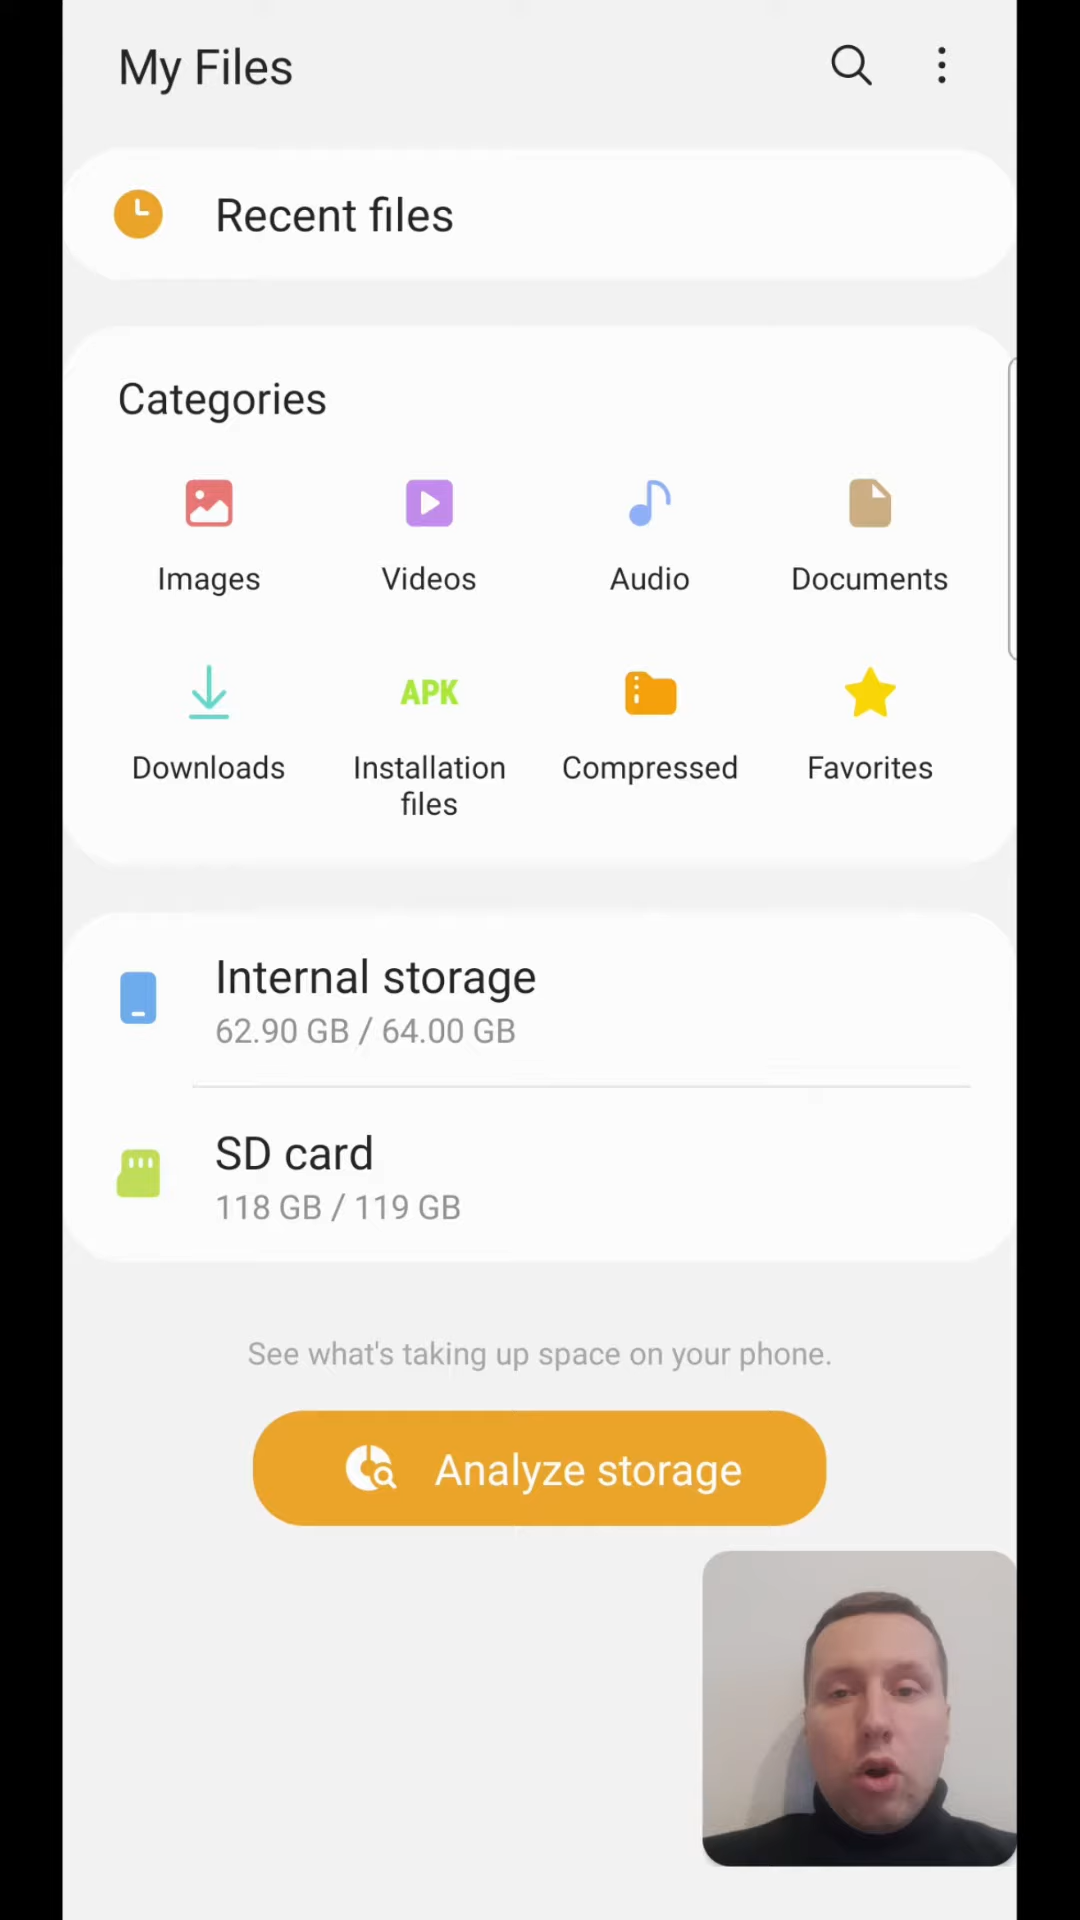 My Files
Recent files
Categories
Images
Videos
Audio
Documents
Downloads
APK
Installation
files
Compressed
Favorites
Internal storage
62.90 GB / 64.00 GB
SD card
118 GB / 119 GB
See what's taking up space on your phone.
Analyze storage